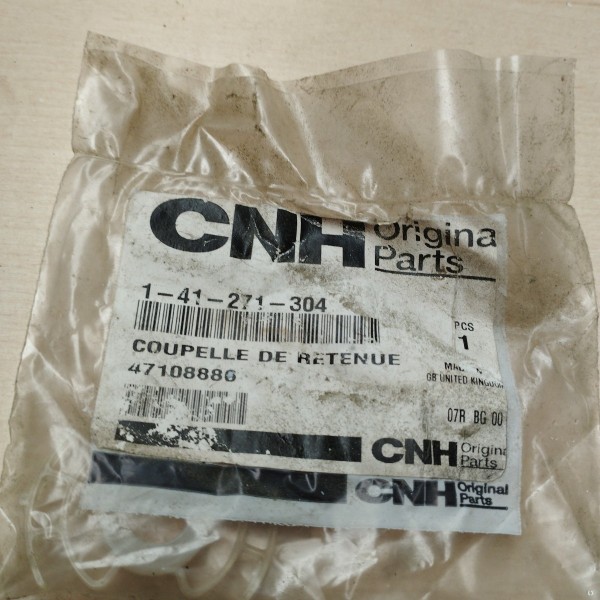 CNH Origina
Parts
1-41-271-304
PCS
1
COUPELLE DE RETENUE
47108886
GB UNITED KINGDOM
07R BG 00
CNH Origin
Parts
CNH Original
Parts